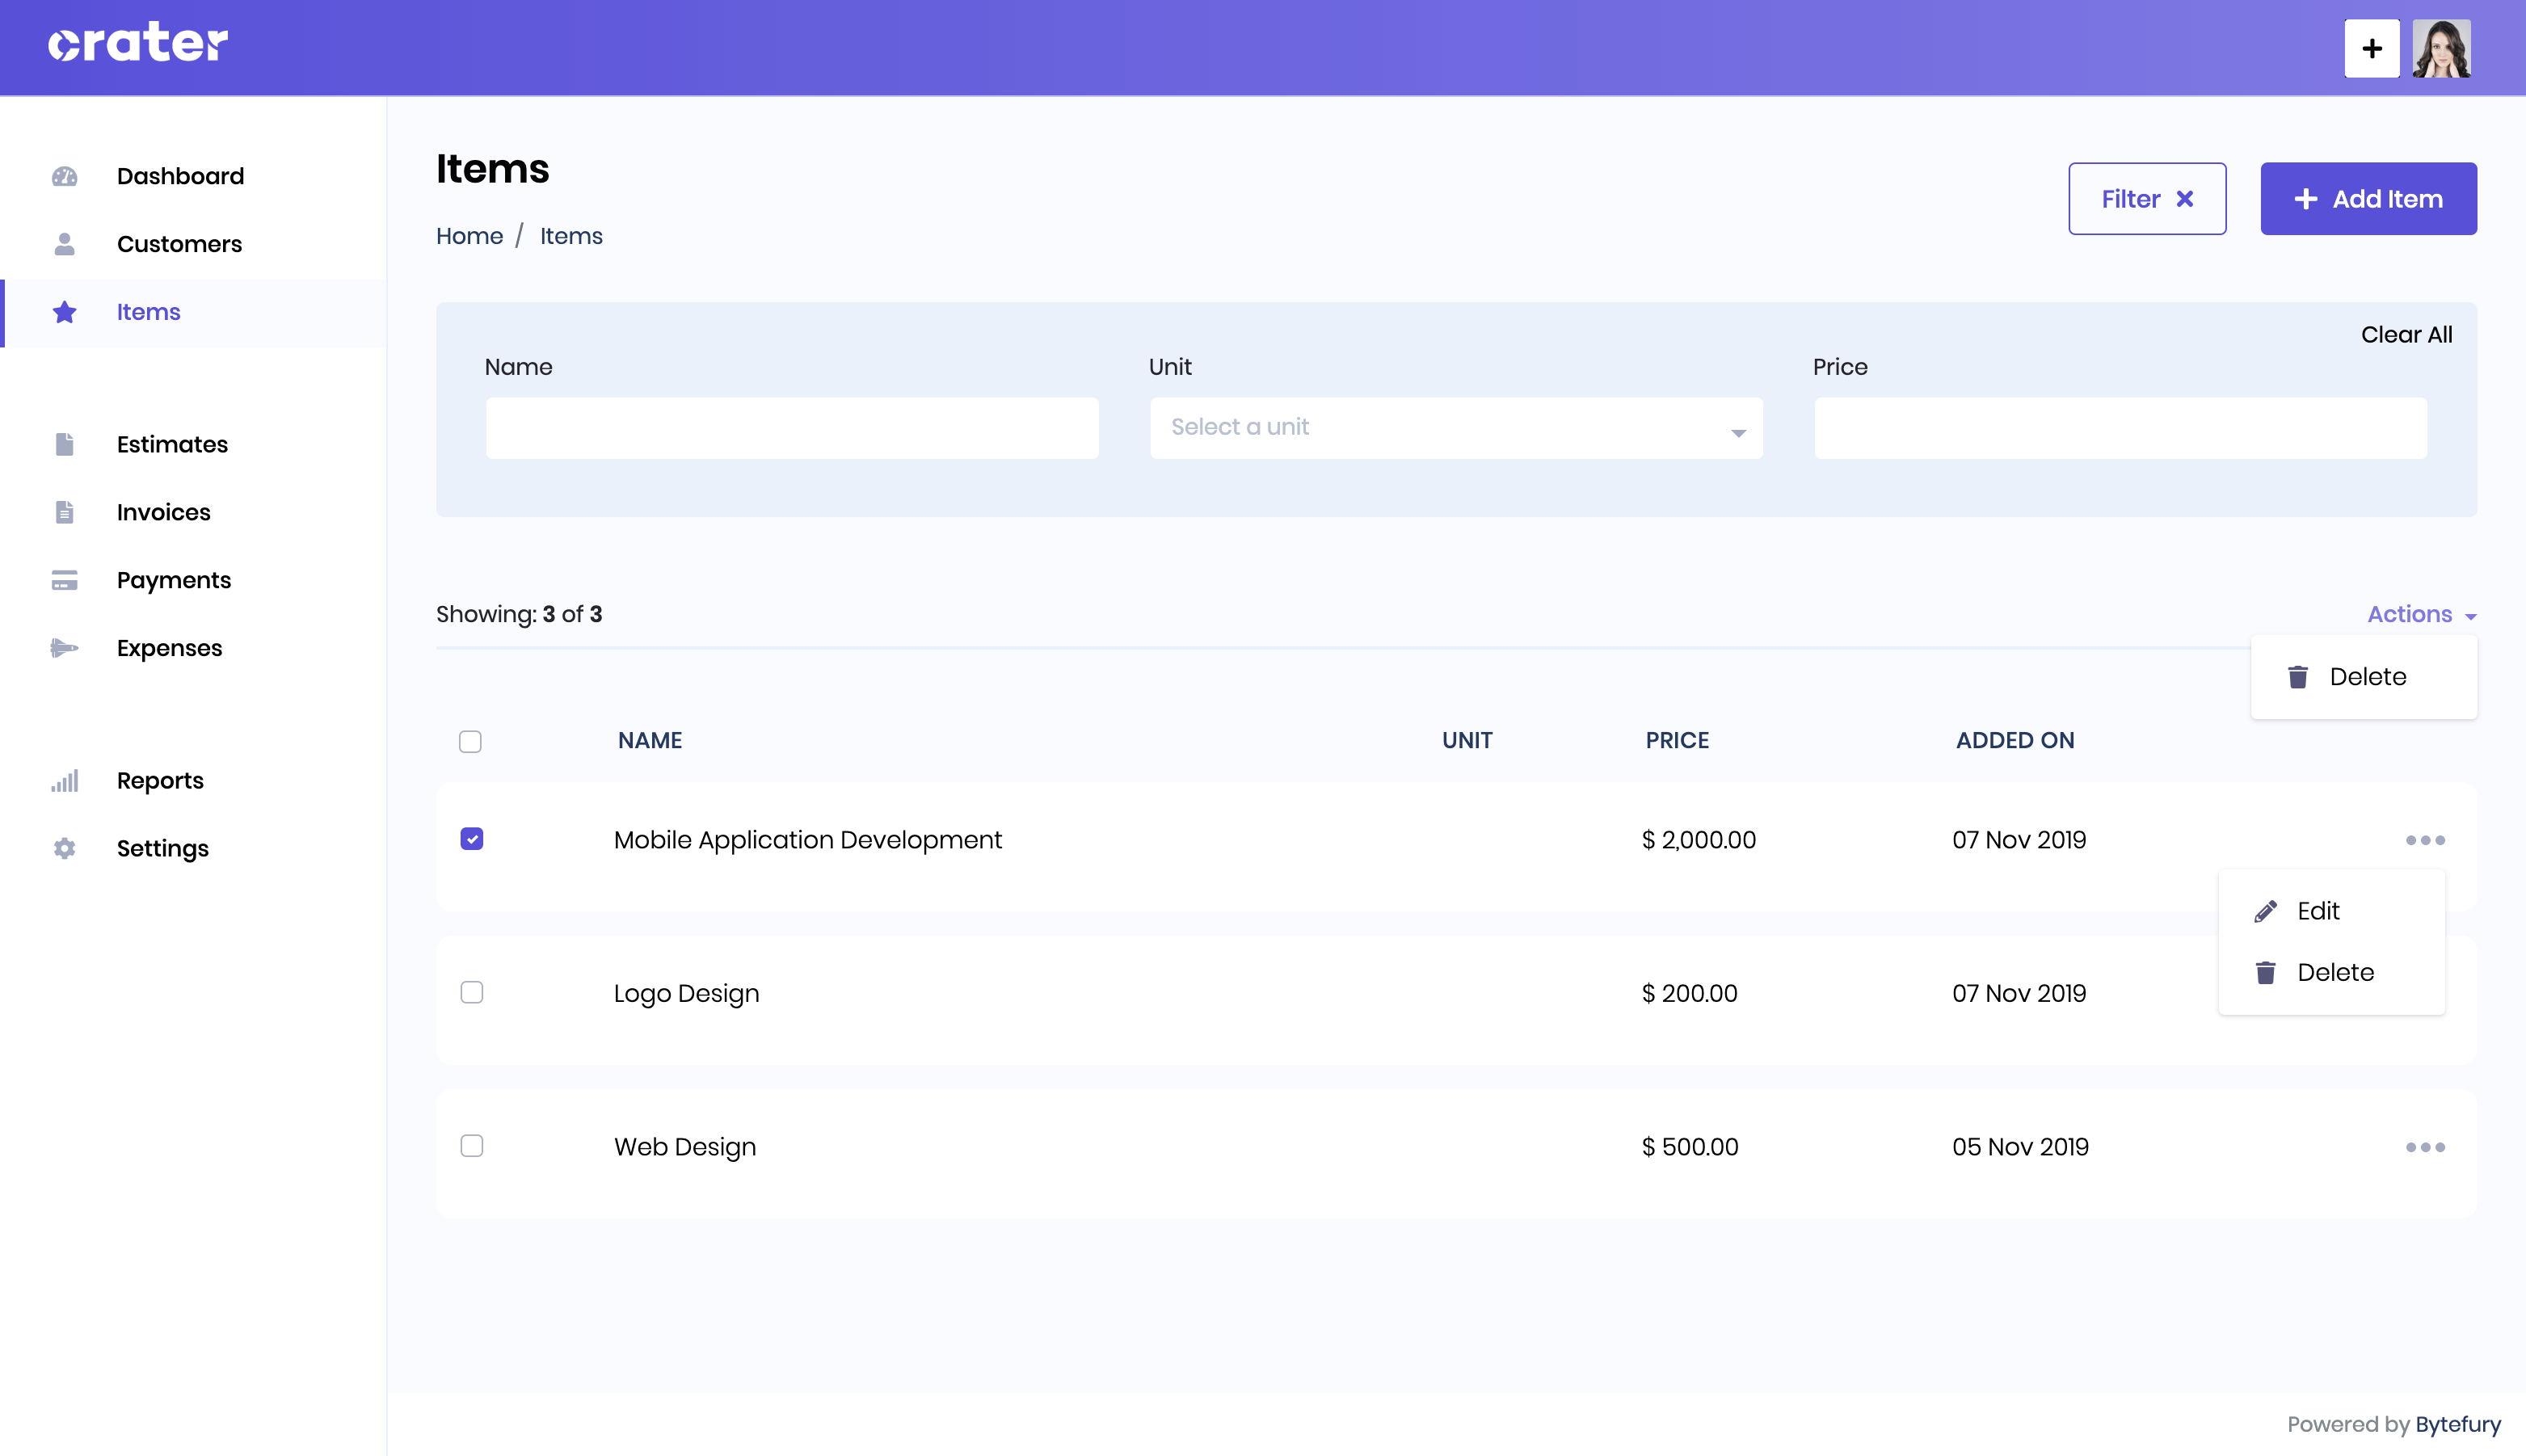 crater
Dashboard
Customers
Items
Estimates
Invoices
Payments
Expenses
Reports
Settings
Items
Home / Items
Filter
Add Item
Clear All
Name Unit Price
Select a unit
Showing: 3 of 3
Actions
Delete
NAME UNIT PRICE ADDED ON
Mobile Application Development $ 2,000.00 07 Nov 2019
Edit
Delete
Logo Design $ 200.00 07 Nov 2019
Web Design $ 500.00 05 Nov 2019
Powered by Bytefury